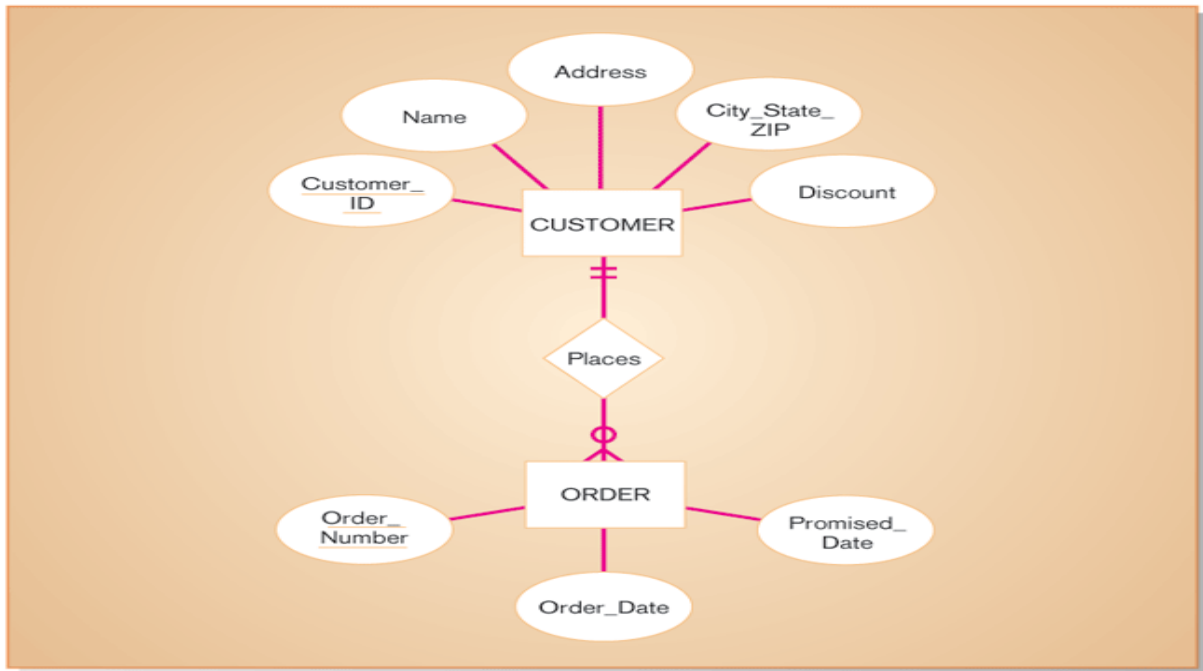 Address
Name
City_State_
ZIP
Customer_
ID
Discount
CUSTOMER
Places
ORDER
Order_
Number
Promised_
Date
Order_Date